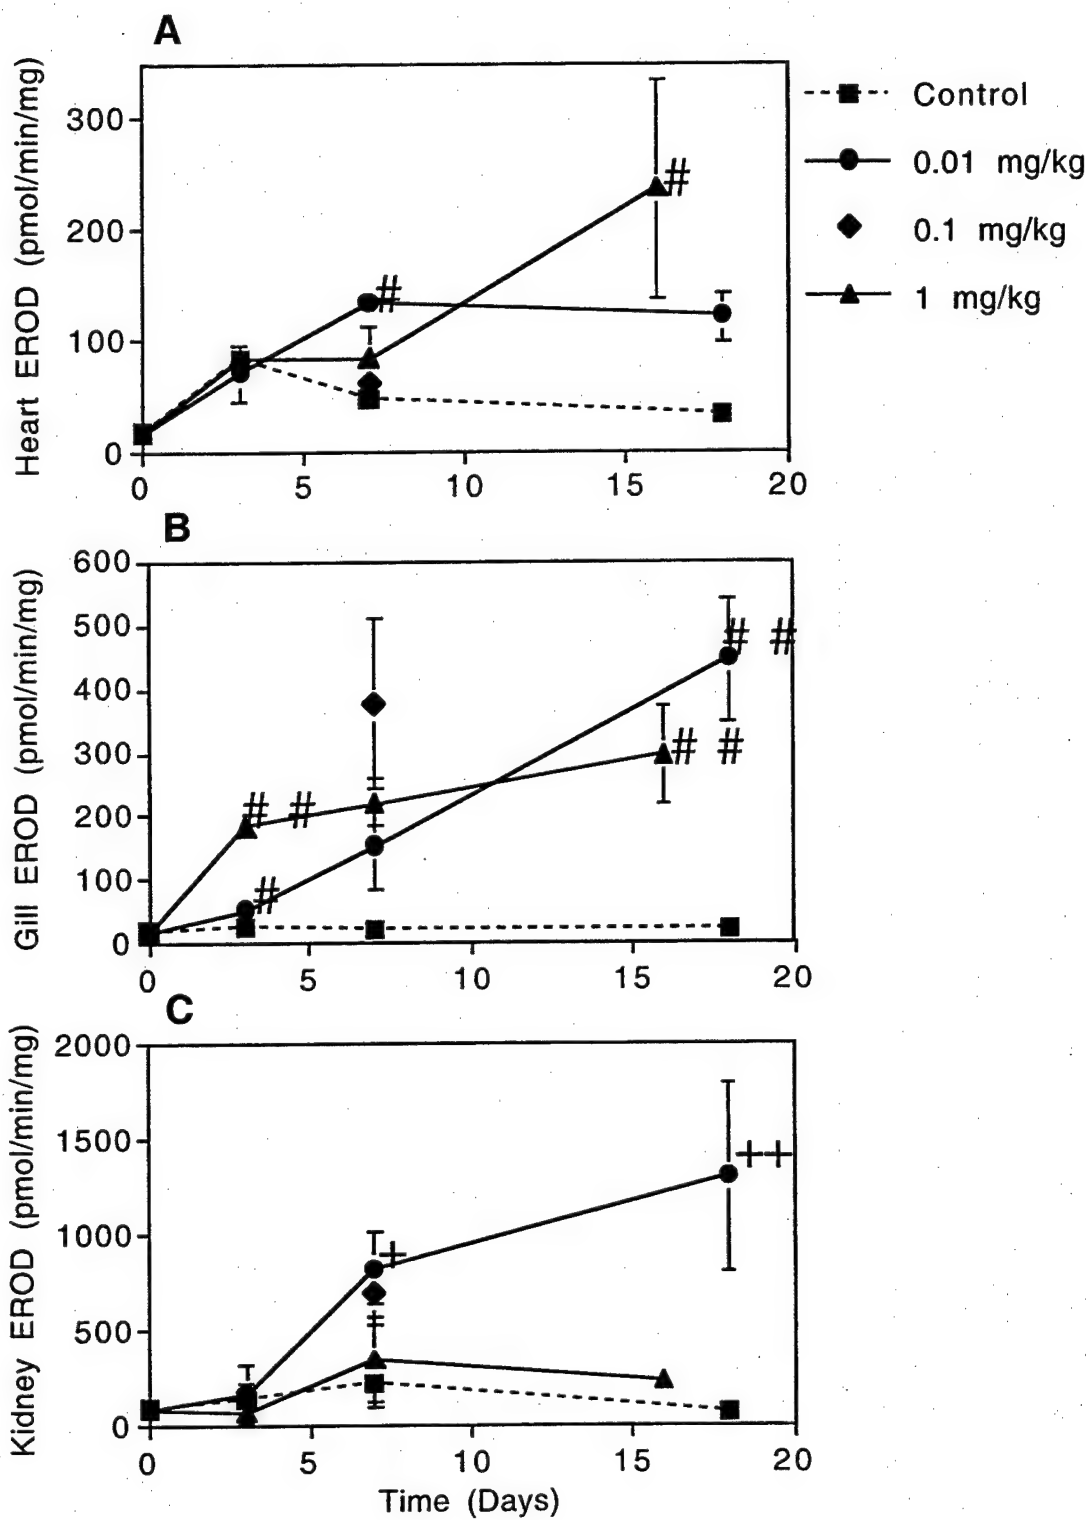 A
Heart EROD (pmol/min/mg)
300
200
100
0
0 5 10 15 20
#
#
Control
0.01 mg/kg
0.1 mg/kg
1 mg/kg
B
Gill EROD (pmol/min/mg)
600
500
400
300
200
100
0
0 5 10 15 20
# #
# #
# #
#
C
Kidney EROD (pmol/min/mg)
2000
1500
1000
500
0
0 5 10 15 20
++
+
Time (Days)